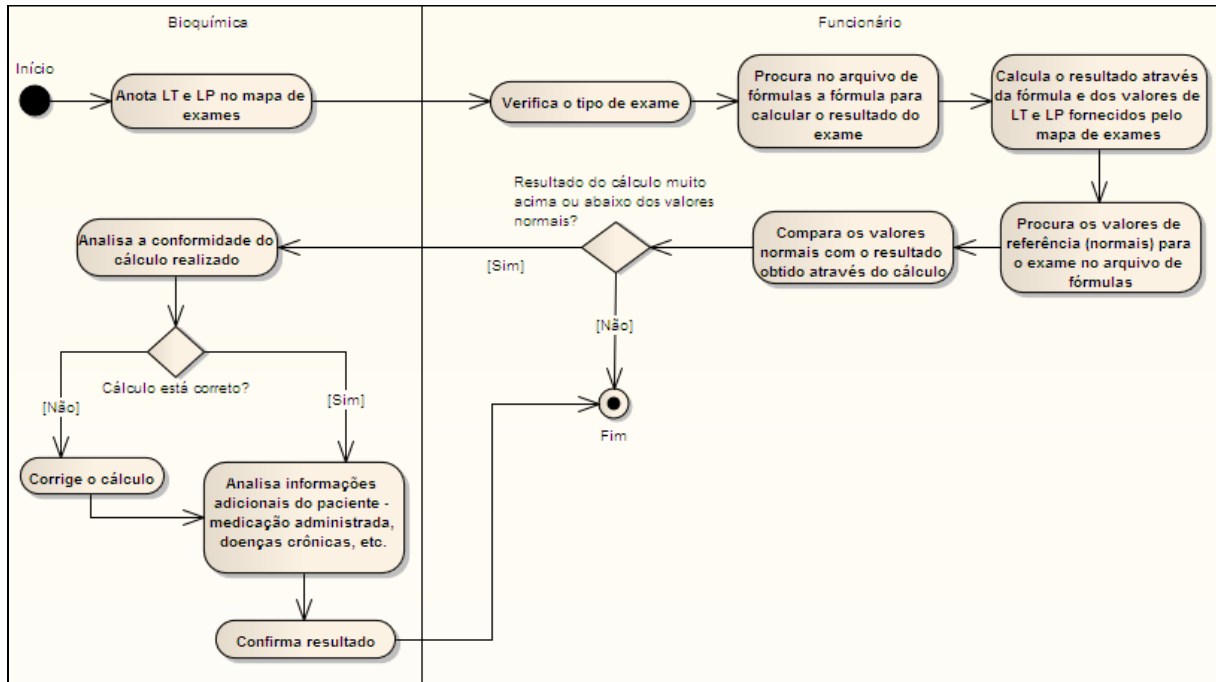 Bioquímica
Funcionário
Início
Anota LT e LP no mapa de
exames
Verifica o tipo de exame
Procura no arquivo de
fórmulas a fórmula para
calcular o resultado do
exame
Calcula o resultado através
da fórmula e dos valores de
LT e LP fornecidos pelo
mapa de exames
Procura os valores de
referência (normais) para
o exame no arquivo de
fórmulas
Compara os valores
normais com o resultado
obtido através do cálculo
Resultado do cálculo muito
acima ou abaixo dos valores
normais?
[Sim]
[Não]
Fim
Analisa a conformidade do
cálculo realizado
Cálculo está correto?
[Não]
[Sim]
Corrige o cálculo
Analisa informações
adicionais do paciente -
medicação administrada,
doenças crônicas, etc.
Confirma resultado